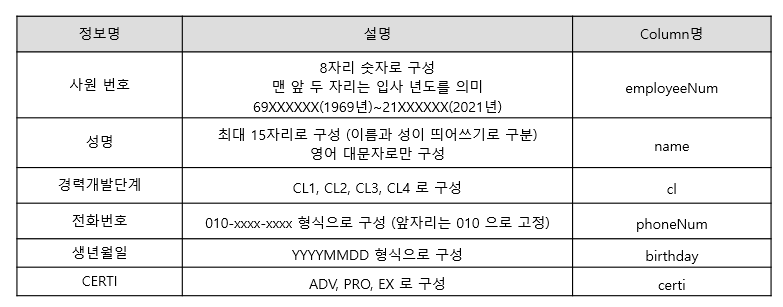 정보명 설명 Column명
사원 번호 8자리 숫자로 구성 employeeNum
맨 앞 두 자리는 입사 년도를 의미
69XXXXXX(1969년)~21XXXXXX(2021년)
성명 최대 15자리로 구성 (이름과 성이 띄어쓰기로 구분) name
영어 대문자로만 구성
경력개발단계 CL1, CL2, CL3, CL4 로 구성 cl
전화번호 010-xxxx-xxxx 형식으로 구성 (앞자리는 010 으로 고정) phoneNum
생년월일 YYYYMMDD 형식으로 구성 birthday
CERTI ADV, PRO, EX 로 구성 certi